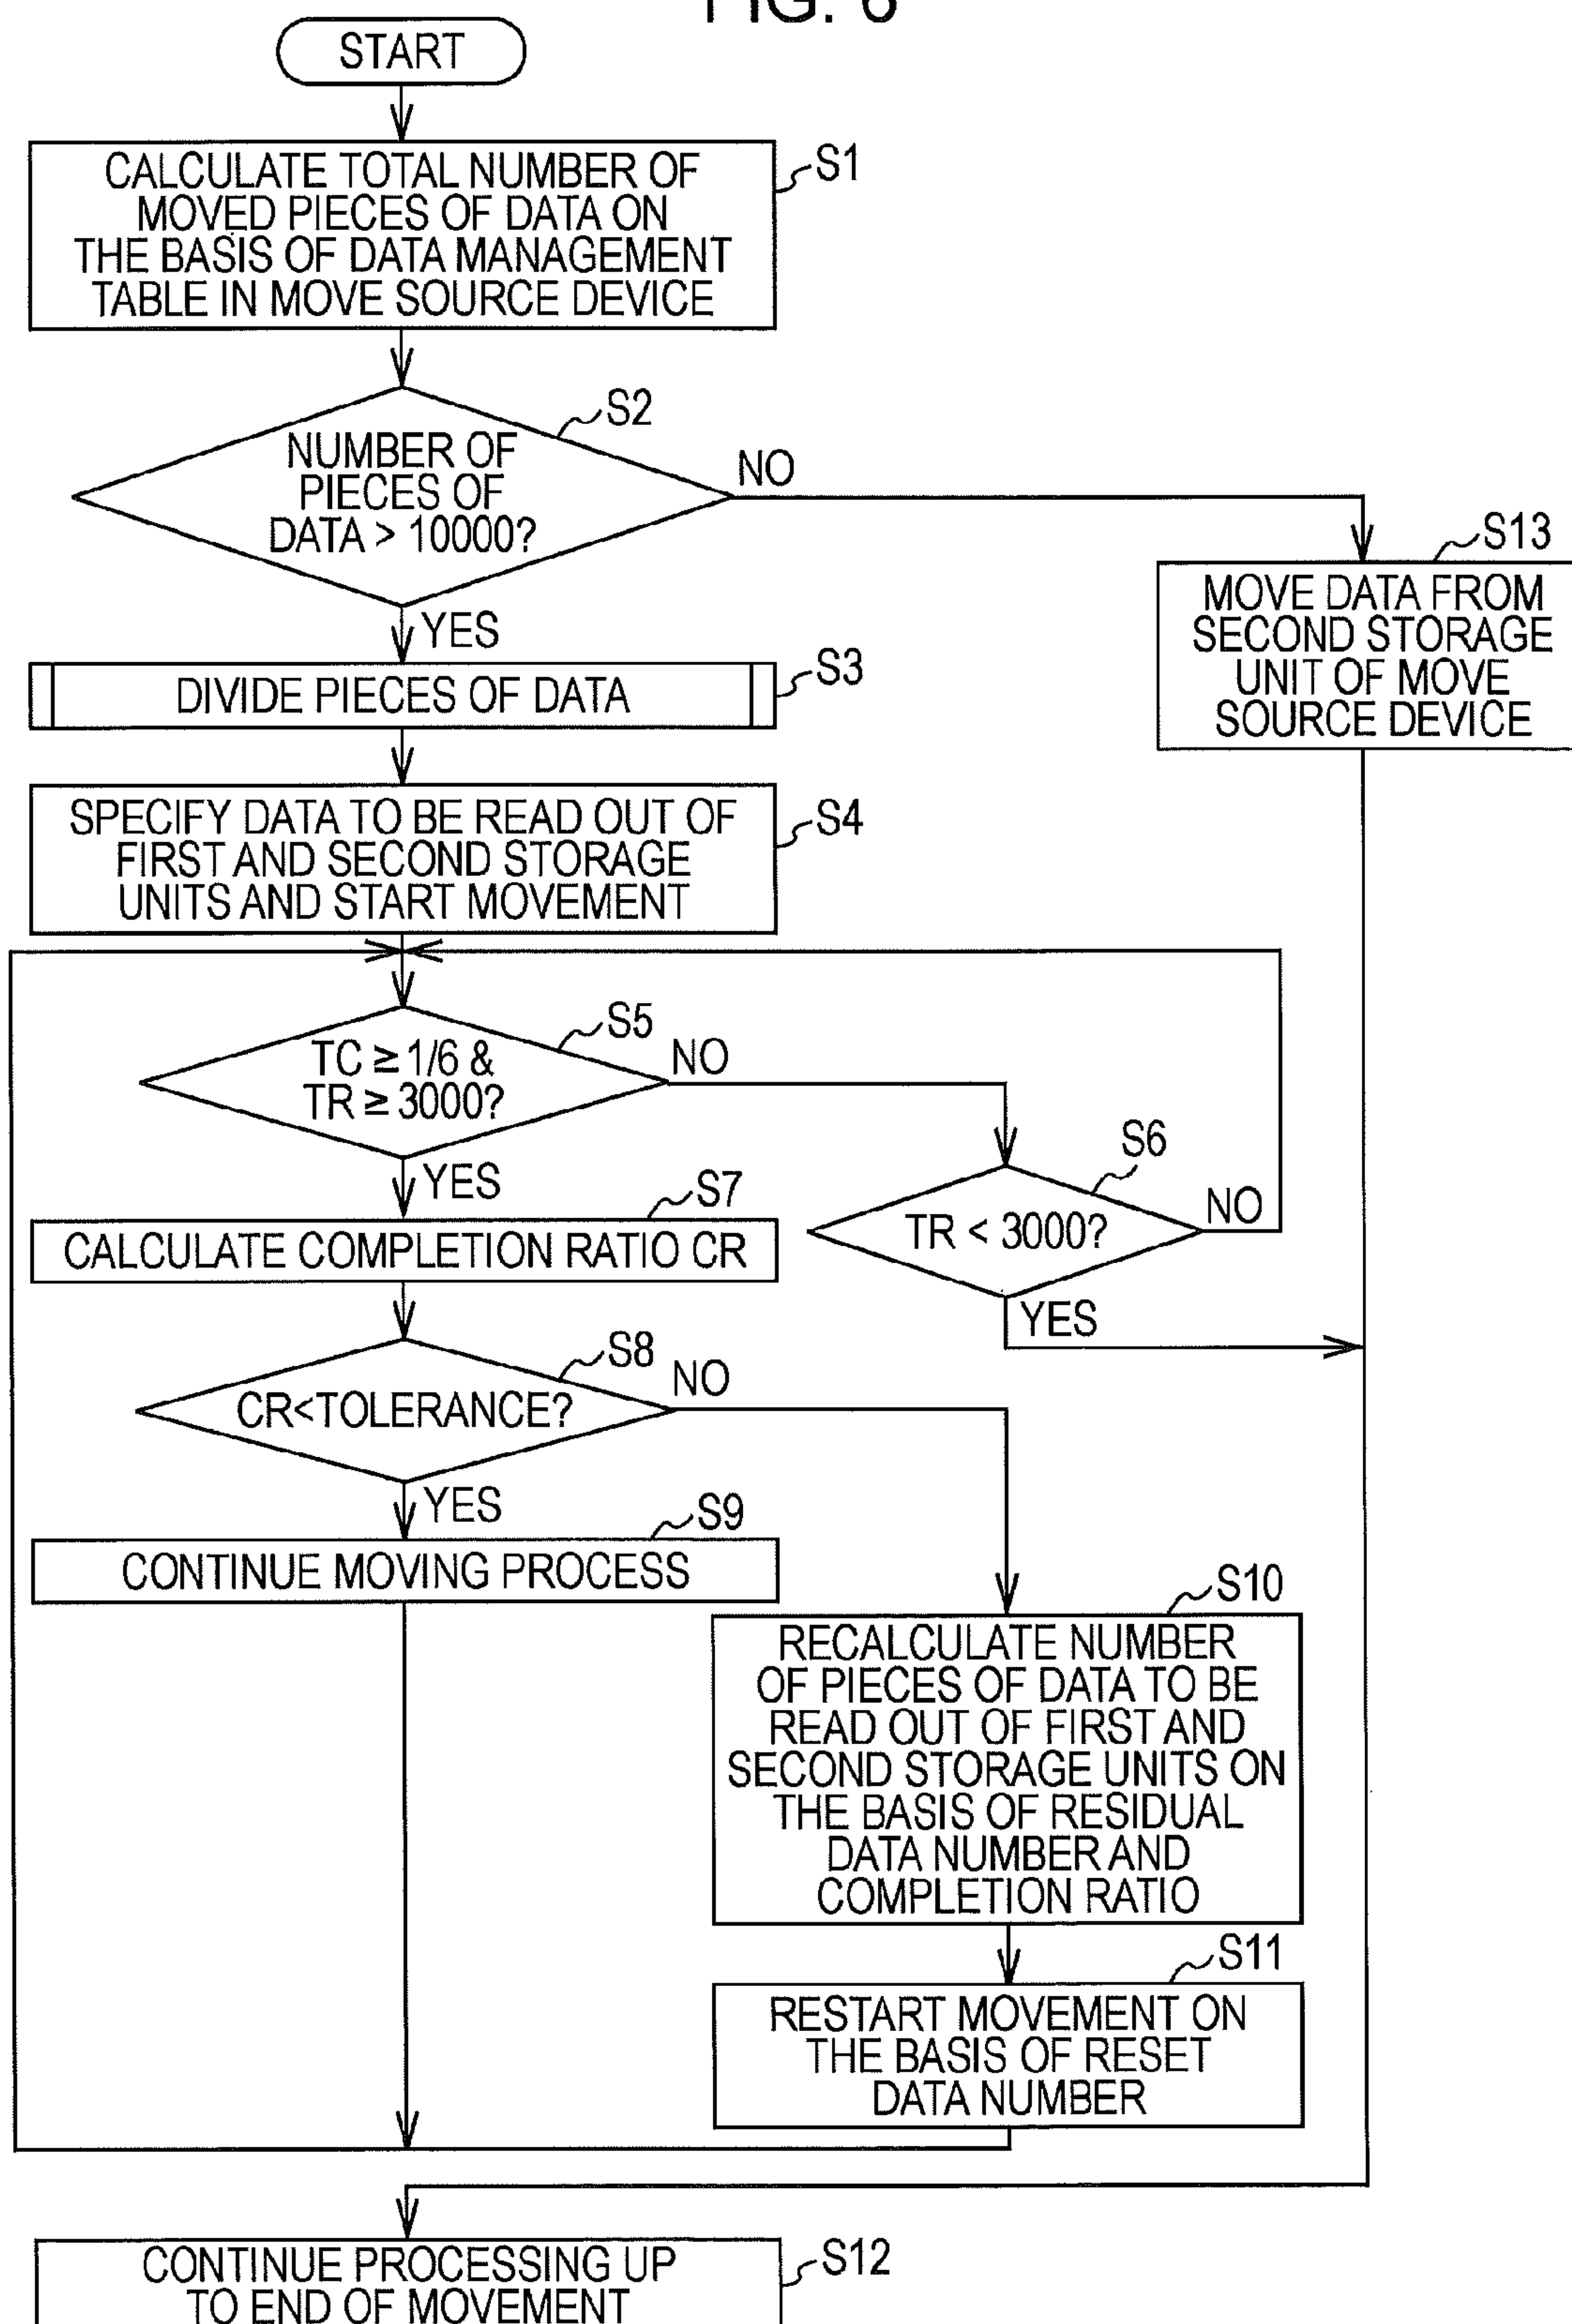 FIG. 6
START
CALCULATE TOTAL NUMBER OF
MOVED PIECES OF DATA ON
THE BASIS OF DATA MANAGEMENT
TABLE IN MOVE SOURCE DEVICE
S1
NUMBER OF
PIECES OF
DATA > 10000?
S2
NO
YES
S13
MOVE DATA FROM
SECOND STORAGE
UNIT OF MOVE
SOURCE DEVICE
DIVIDE PIECES OF DATA
S3
SPECIFY DATA TO BE READ OUT OF
FIRST AND SECOND STORAGE
UNITS AND START MOVEMENT
S4
TC ≥ 1/6 &
TR ≥ 3000?
S5
NO
YES
S6
TR < 3000?
NO
YES
S7
CALCULATE COMPLETION RATIO CR
S8
CR<TOLERANCE?
NO
YES
S9
CONTINUE MOVING PROCESS
S10
RECALCULATE NUMBER
OF PIECES OF DATA TO BE
READ OUT OF FIRST AND
SECOND STORAGE UNITS ON
THE BASIS OF RESIDUAL
DATA NUMBER AND
COMPLETION RATIO
S11
RESTART MOVEMENT ON
THE BASIS OF RESET
DATA NUMBER
CONTINUE PROCESSING UP
TO END OF MOVEMENT
S12